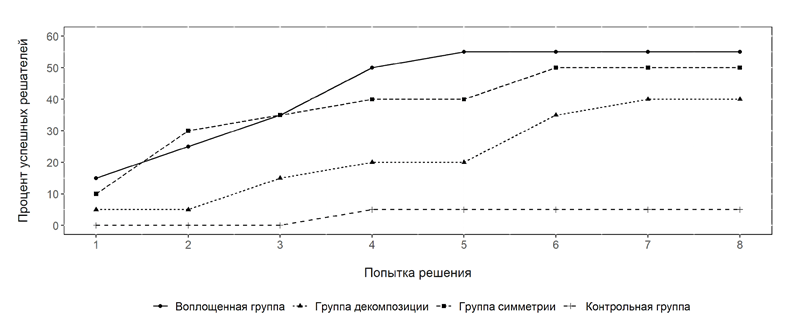 Процент успешных решателей
60
50
40
30
20
10
0
1 2 3 4 5 6 7 8
Попытка решения
Воплощенная группа Группа декомпозиции Группа симметрии Контрольная группа